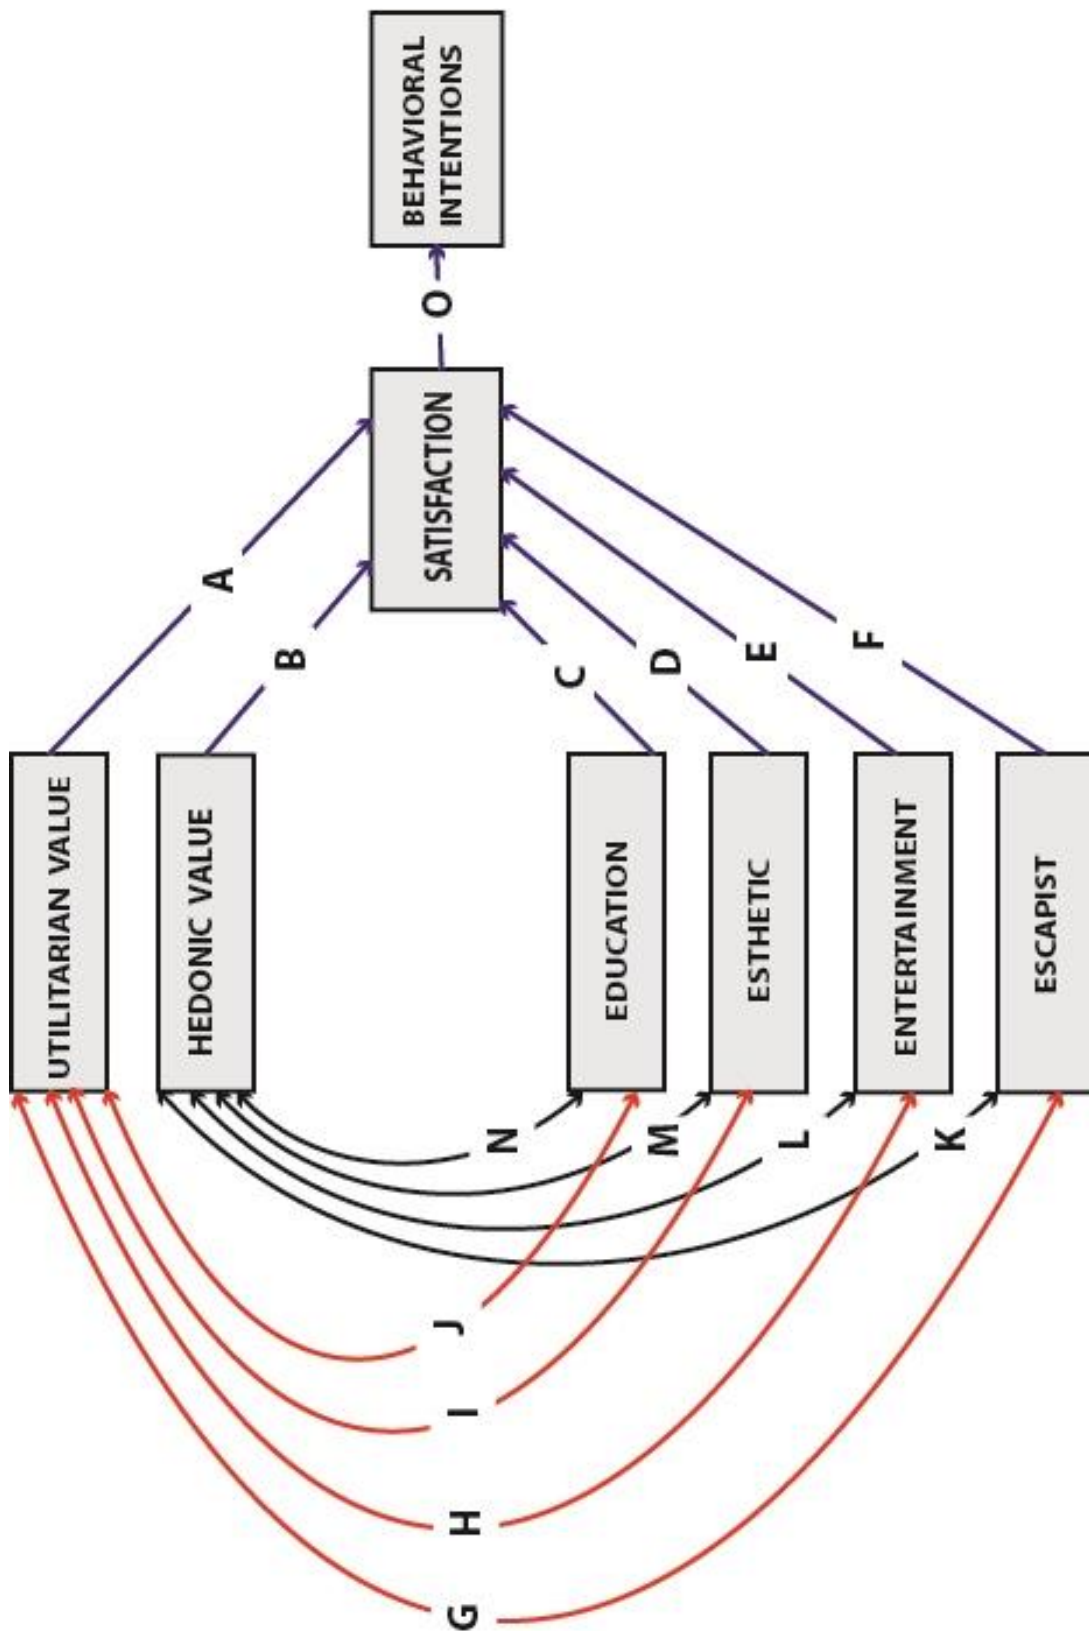 UTILITARIAN VALUE
HEDONIC VALUE
EDUCATION
ESTHETIC
ENTERTAINMENT
ESCAPIST
SATISFACTION
BEHAVIORAL
INTENTIONS
A
B
C
D
E
F
G
H
I
J
K
L
M
N
O